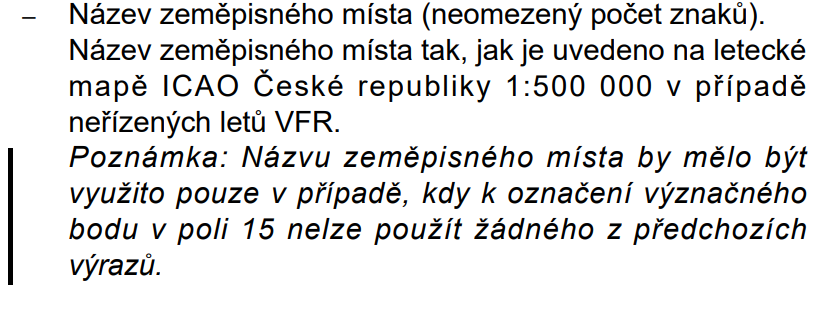 – Název zeměpisného místa (neomezený počet znaků).
Název zeměpisného místa tak, jak je uvedeno na letecké
mapě ICAO České republiky 1:500 000 v případě
neřízených letů VFR.
Poznámka: Názvu zeměpisného místa by mělo být
využito pouze v případě, kdy k označení význačného
bodu v poli 15 nelze použít žádného z předchozích
výrazů.